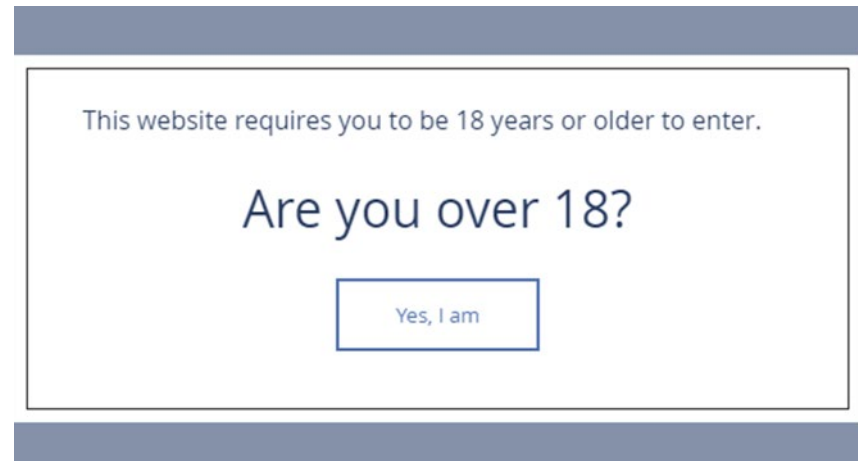 This website requires you to be 18 years or older to enter.
Are you over 18?
Yes, I am